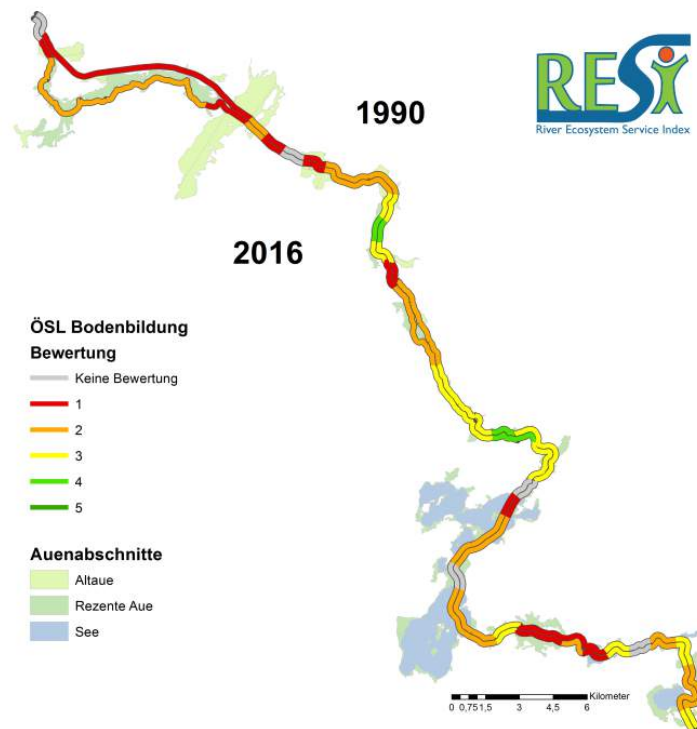 RESI
River Ecosystem Service Index
1990
2016
ÖSL Bodenbildung
Bewertung
Keine Bewertung
1
2
3
4
5
Auenabschnitte
Altaue
Rezente Aue
See
Kilometer
0 0,75 1,5 3 4,5 6